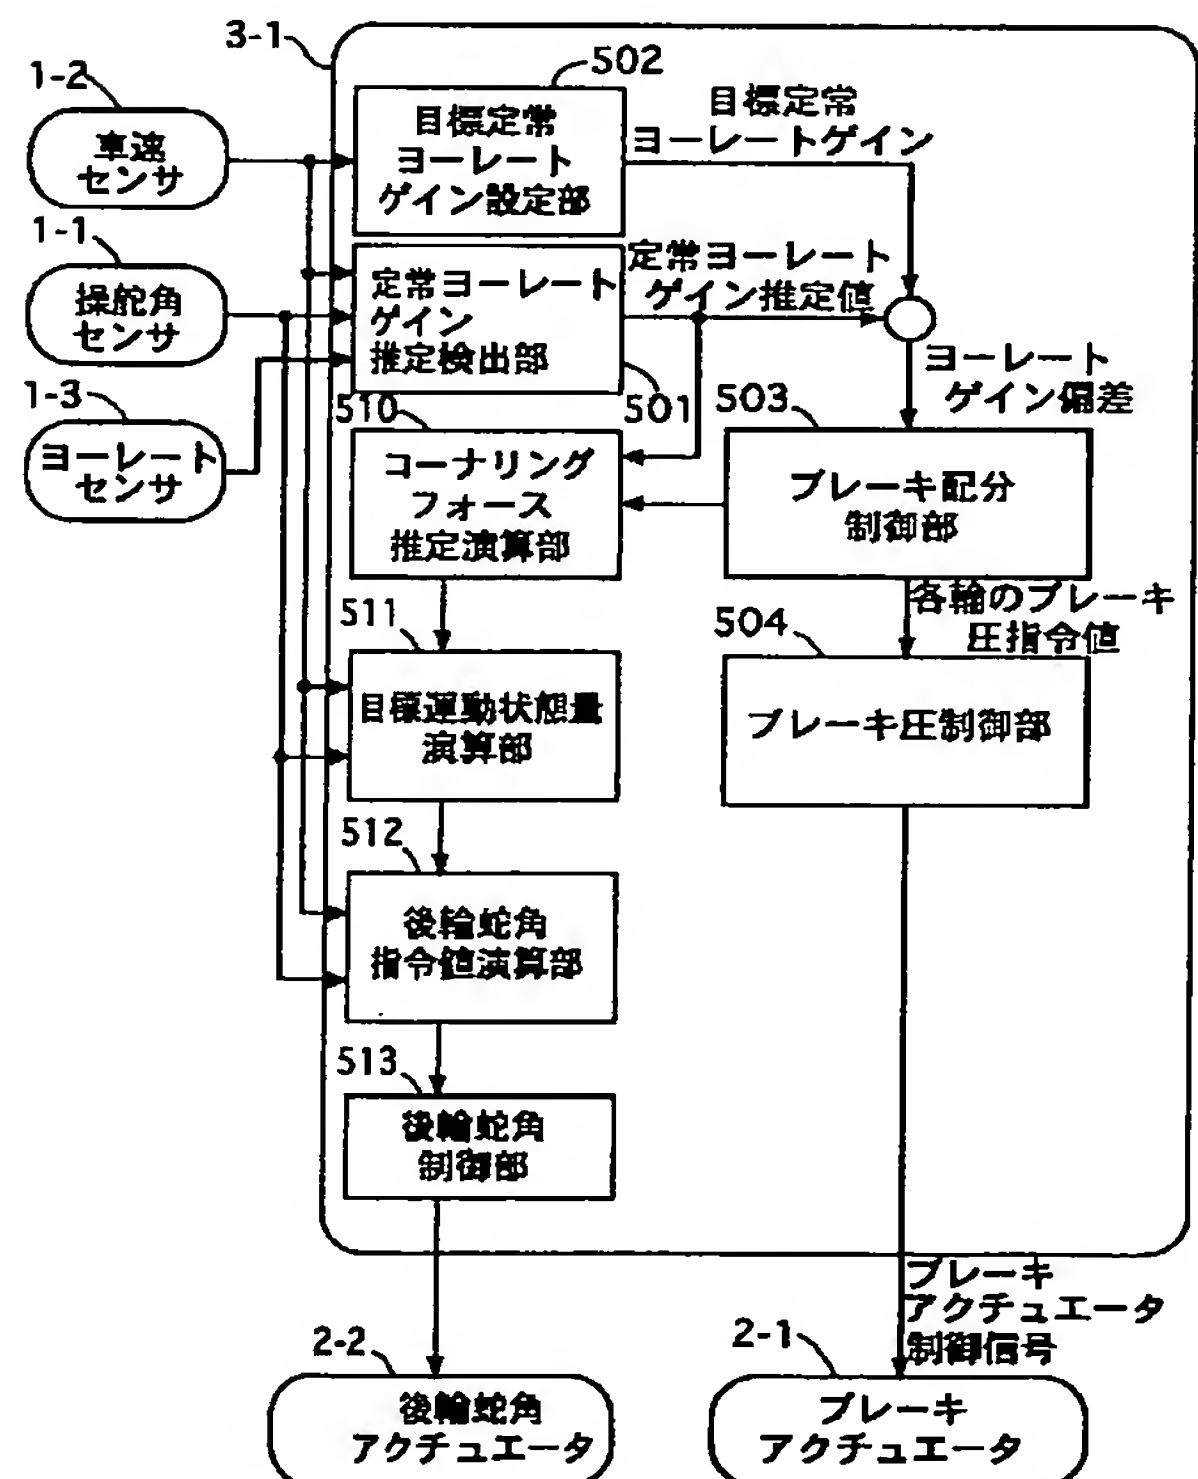 3-1
1-2
車速
センサ
502
目標定常
ヨーレート
ゲイン設定部
目標定常
ヨーレートゲイン
1-1
操舵角
センサ
定常ヨーレート
ゲイン
推定検出部
501
定常ヨーレート
ゲイン推定値
ヨーレート
ゲイン偏差
1-3
ヨーレート
センサ
510
コーナリング
フォース
推定演算部
503
ブレーキ配分
制御部
各輪のブレーキ
圧指令値
511
目標運動状態量
演算部
504
ブレーキ圧制御部
512
後輪蛇角
指令値演算部
513
後輪蛇角
制御部
ブレーキ
アクチュエータ
制御信号
2-2
後輪蛇角
アクチュエータ
2-1
ブレーキ
アクチュエータ